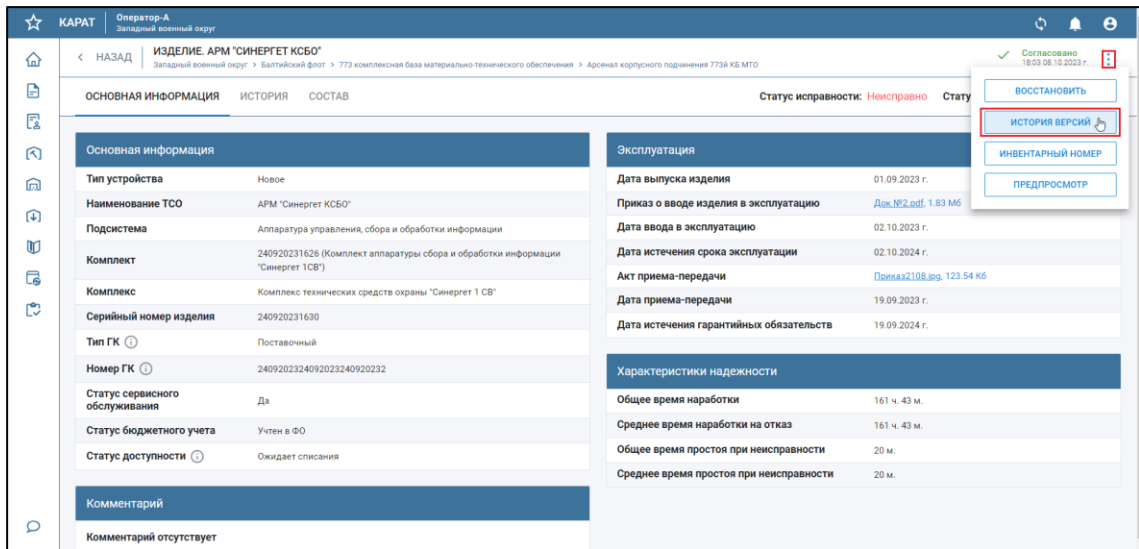 КАРАТ
Оператор-А
Западный военный округ
НАЗАД
ИЗДЕЛИЕ. АРМ "СИНЕРГЕТ КСБО"
Западный военный округ > Балтийский флот > 773 комплексная база материально-технического обеспечения > Арсенал корпусного подчинения 773й КБ МТО
Согласовано
18:03 08.10.2023 г.
ОСНОВНАЯ ИНФОРМАЦИЯ ИСТОРИЯ СОСТАВ
Статус исправности: Неисправно Стату
ВОССТАНОВИТЬ
ИСТОРИЯ ВЕРСИЙ
ИНВЕНТАРНЫЙ НОМЕР
ПРЕДПРОСМОТР
Основная информация
Тип устройства Новое
Наименование ТСО АРМ "Синергет КСБО"
Подсистема Аппаратура управления, сбора и обработки информации
Комплект 240920231626 (Комплект аппаратуры сбора и обработки информации
"Синергет 1СВ")
Комплекс Комплекс технических средств охраны "Синергет 1 СВ"
Серийный номер изделия 240920231630
Тип ГК Поставочный
Номер ГК 2409202324092023240920232
Статус сервисного
обслуживания Да
Статус бюджетного учета Учтен в ФО
Статус доступности Ожидает списания
Комментарий
Комментарий отсутствует
Эксплуатация
Дата выпуска изделия 01.09.2023 г.
Приказ о вводе изделия в эксплуатацию Док №2.pdf, 1.83 Мб
Дата ввода в эксплуатацию 02.10.2023 г.
Дата истечения срока эксплуатации 02.10.2024 г.
Акт приема-передачи Приказ2108.jpg, 123.54 Кб
Дата приема-передачи 19.09.2023 г.
Дата истечения гарантийных обязательств 19.09.2024 г.
Характеристики надежности
Общее время наработки 161 ч. 43 м.
Среднее время наработки на отказ 161 ч. 43 м.
Общее время простоя при неисправности 20 м.
Среднее время простоя при неисправности 20 м.